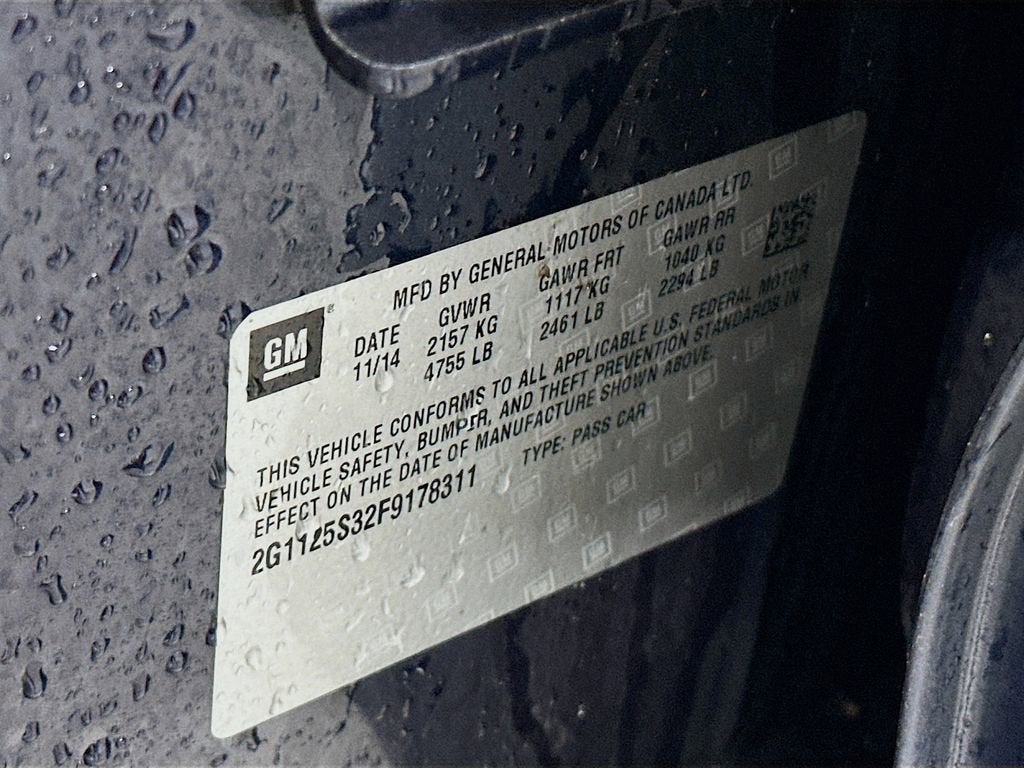 MFD BY GENERAL MOTORS OF CANADA LTD.
GM
DATE GVWR GAWR FRT GAWR RR
11/14 2157 KG 1117 KG 1040 KG
4755 LB 2461 LB 2294 LB
THIS VEHICLE CONFORMS TO ALL APPLICABLE U.S. FEDERAL MOTOR
VEHICLE SAFETY, BUMPER, AND THEFT PREVENTION STANDARDS IN
EFFECT ON THE DATE OF MANUFACTURE SHOWN ABOVE.
2G1125S32F9178311 TYPE: PASS CAR